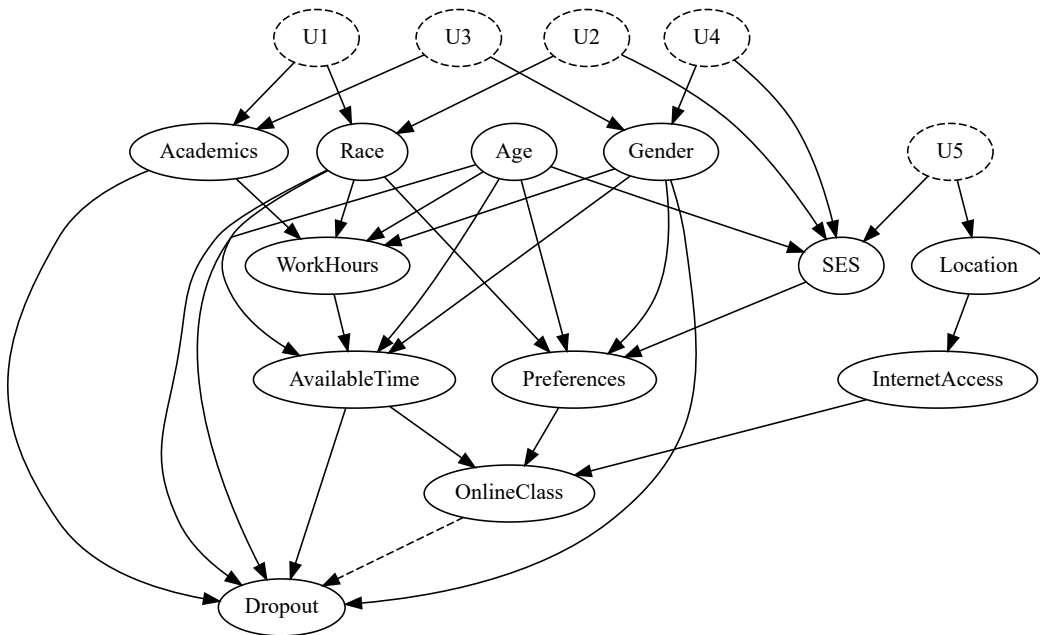 U1 U3 U2 U4
Academics Race Age Gender U5
WorkHours SES Location
AvailableTime Preferences InternetAccess
OnlineClass
Dropout